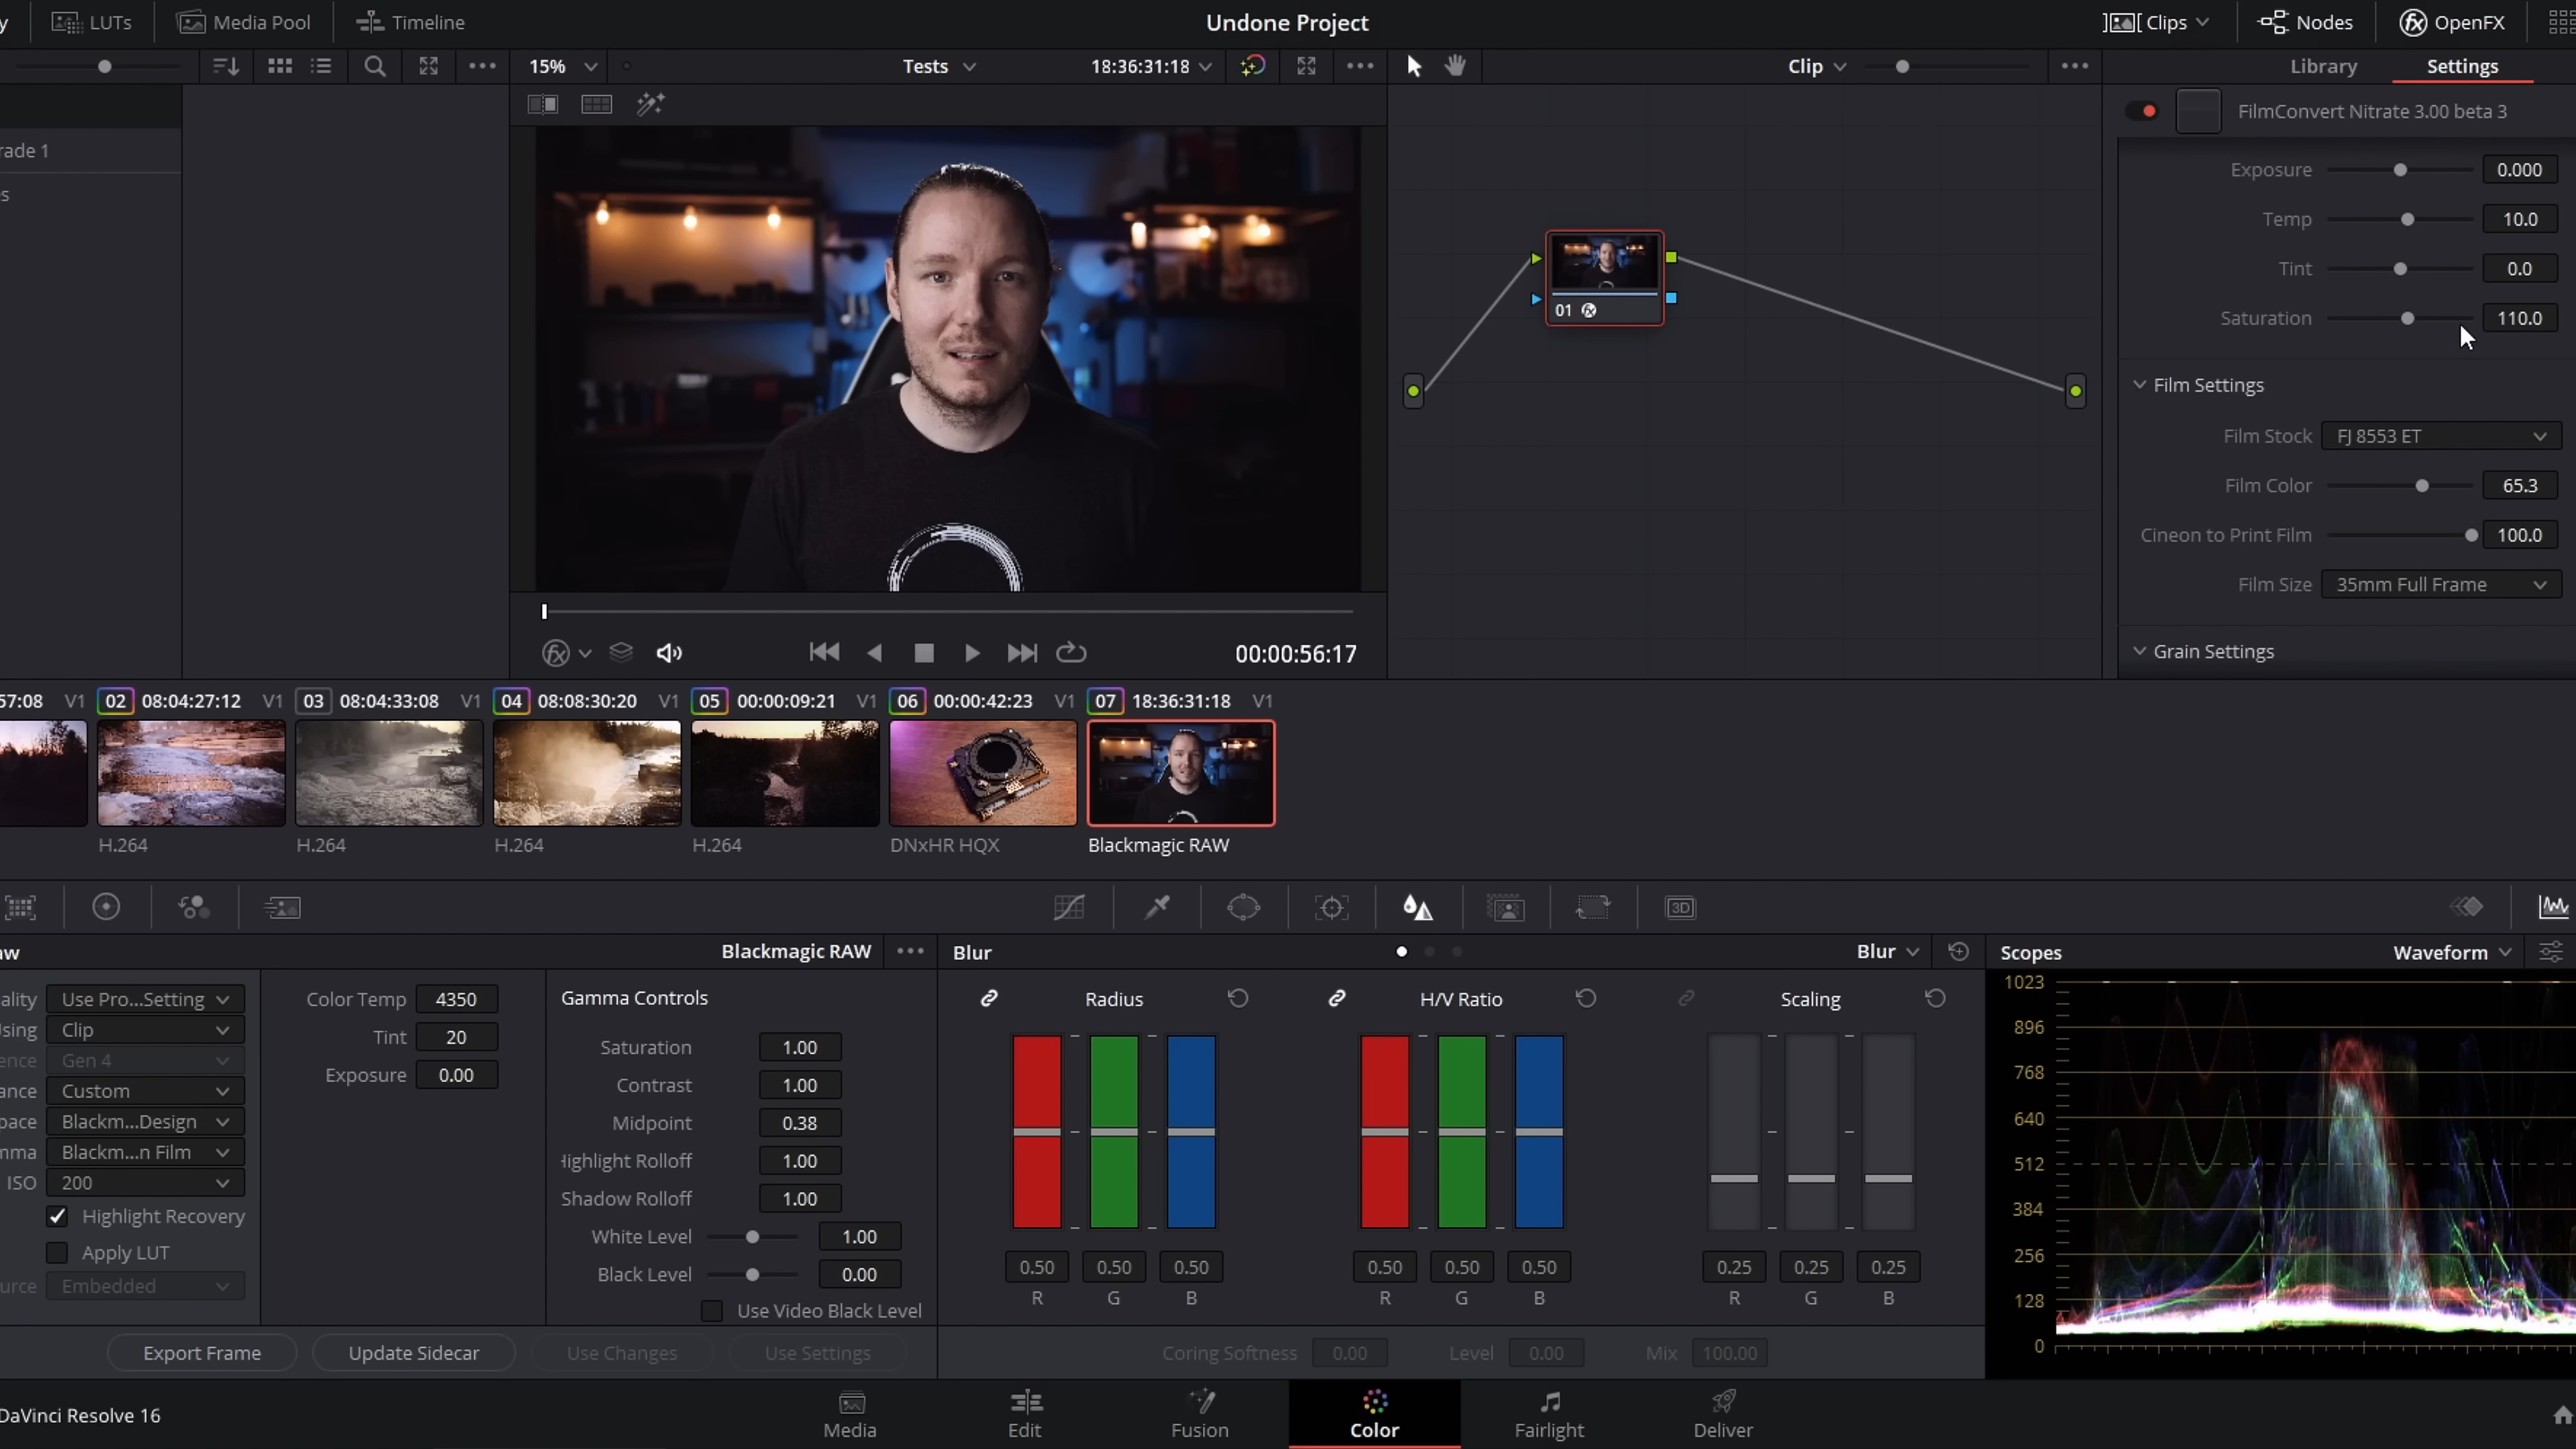 y LUTs Media Pool Timeline Undone Project Clips Nodes OpenFX
15% Tests 18:36:31:18 Clip Library Settings
FilmConvert Nitrate 3.00 beta 3
rade 1
s
Exposure 0.000
Temp 10.0
Tint 0.0
Saturation 110.0
Film Settings
Film Stock FJ 8553 ET
Film Color 65.3
Cineon to Print Film 100.0
Film Size 35mm Full Frame
Grain Settings
01
00:00:56:17
57:08 V1 02 08:04:27:12 V1 03 08:04:33:08 V1 04 08:08:30:20 V1 05 00:00:09:21 V1 06 00:00:42:23 V1 07 18:36:31:18 V1
H.264 H.264 H.264 H.264 DNxHR HQX Blackmagic RAW
3D
aw Blackmagic RAW
ality Use Pro...Setting
sing Clip
ence Gen 4
ance Custom
pace Blackm...Design
mma Blackm...n Film
ISO 200
Highlight Recovery
Apply LUT
urce Embedded
Color Temp 4350
Tint 20
Exposure 0.00
Gamma Controls
Saturation 1.00
Contrast 1.00
Midpoint 0.38
Highlight Rolloff 1.00
Shadow Rolloff 1.00
White Level 1.00
Black Level 0.00
Use Video Black Level
Export Frame Update Sidecar Use Changes Use Settings
Blur Blur
Radius H/V Ratio Scaling
0.50 0.50 0.50 0.50 0.50 0.50 0.25 0.25 0.25
R G B R G B R G B
Coring Softness 0.00 Level 0.00 Mix 100.00
Scopes Waveform
1023
896
768
640
512
384
256
128
0
DaVinci Resolve 16 Media Edit Fusion Color Fairlight Deliver